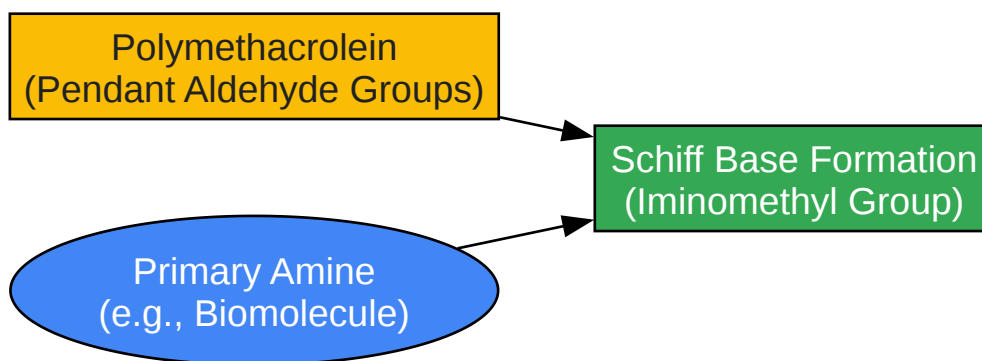 Polymethacrolein
(Pendant Aldehyde Groups)
Schiff Base Formation
(Iminomethyl Group)
Primary Amine
(e.g., Biomolecule)